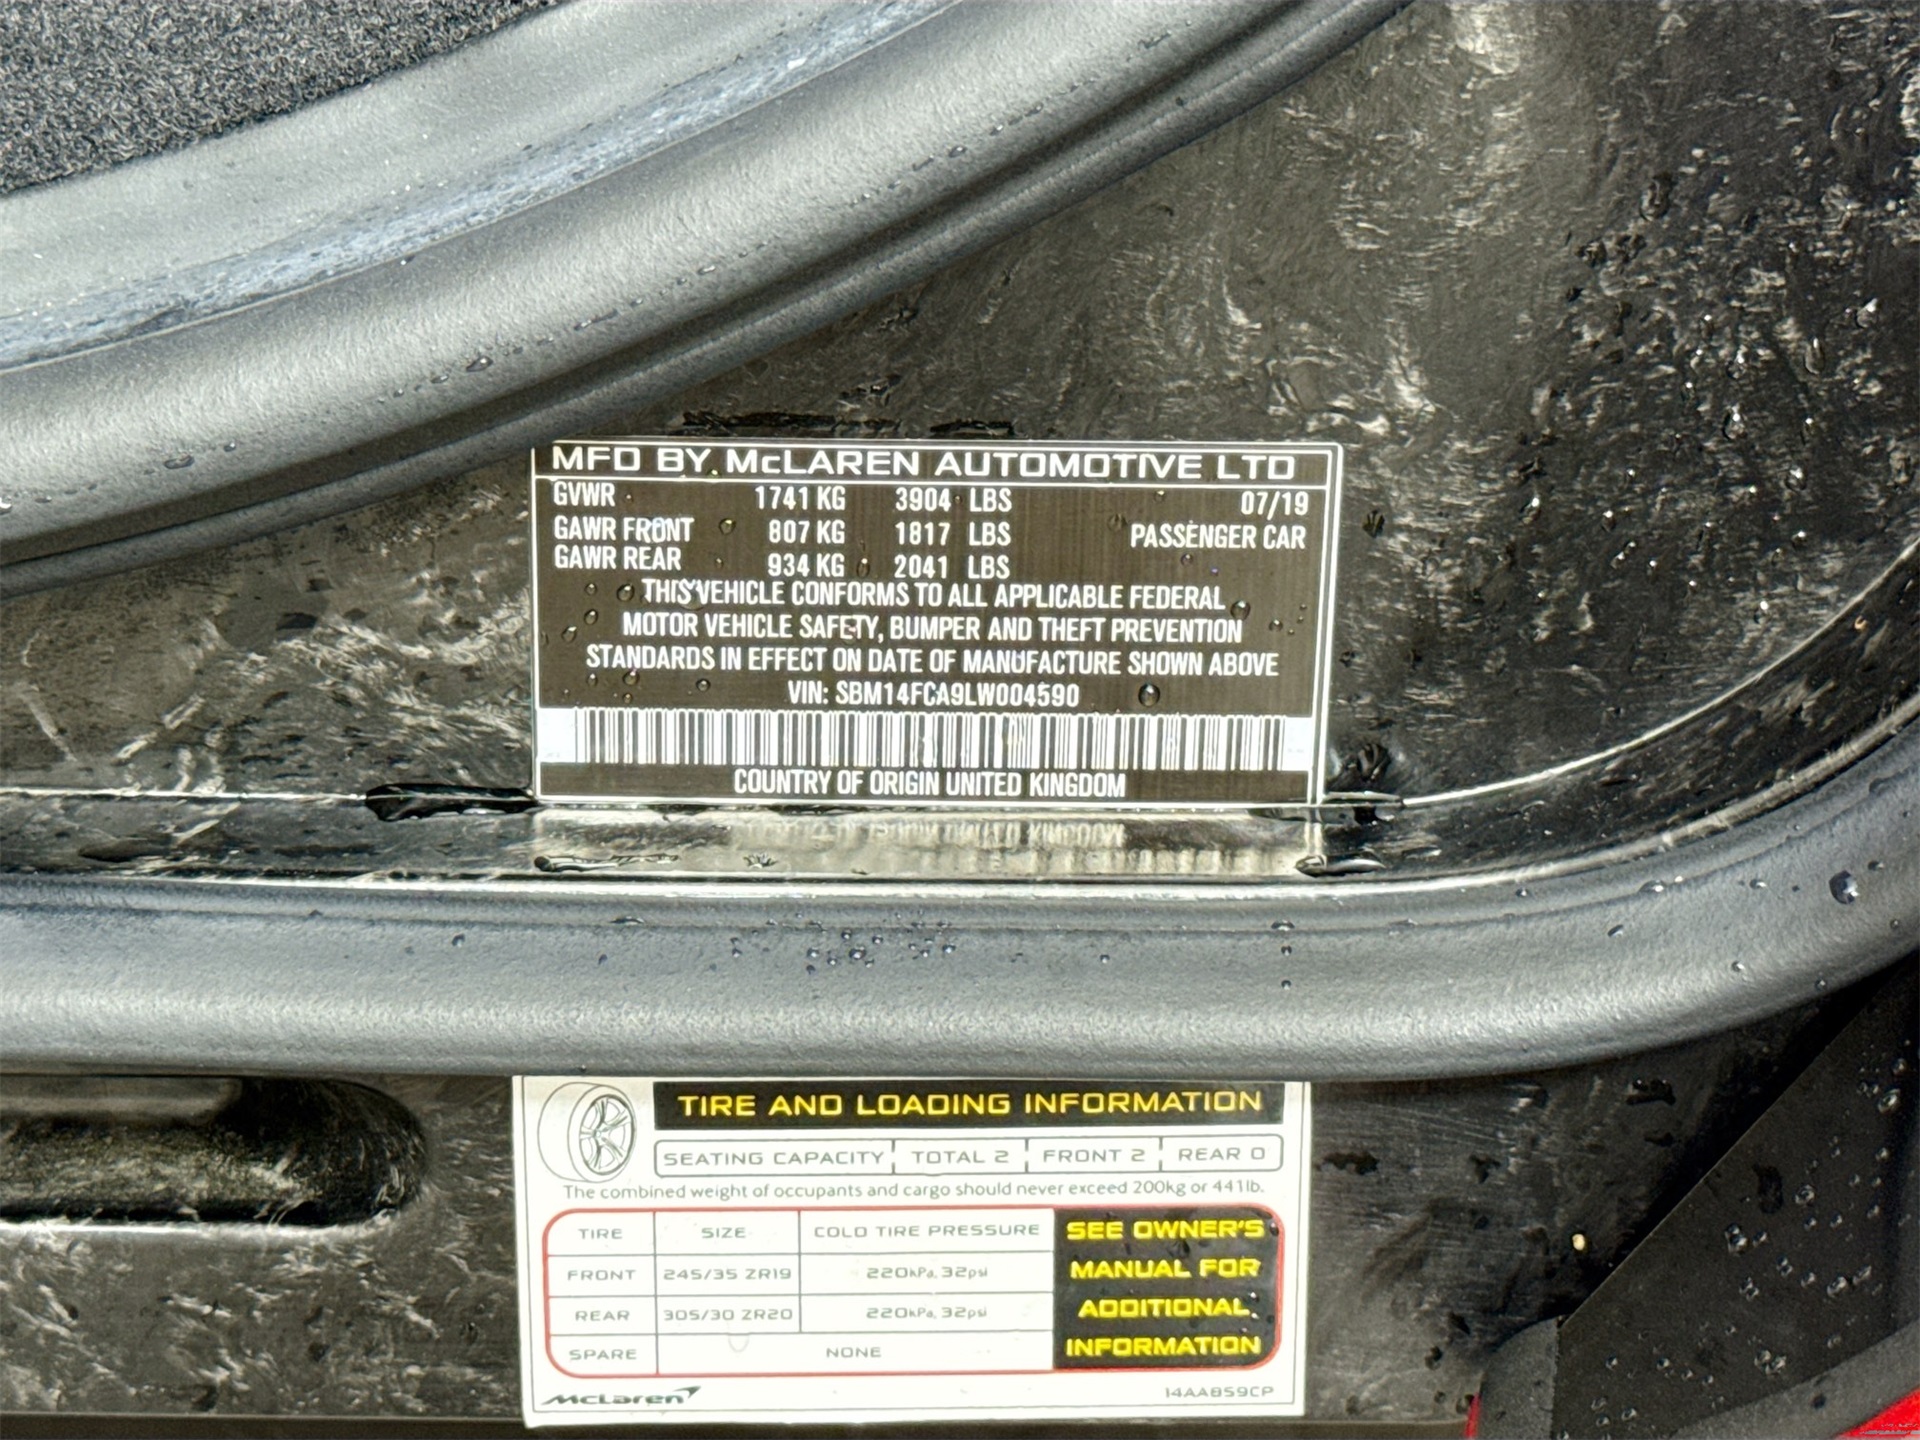 MFD BY McLAREN AUTOMOTIVE LTD
GVWR 1741 KG 3904 LBS 07/19
GAWR FRONT 807 KG 1817 LBS PASSENGER CAR
GAWR REAR 934 KG 2041 LBS
THIS VEHICLE CONFORMS TO ALL APPLICABLE FEDERAL
MOTOR VEHICLE SAFETY, BUMPER AND THEFT PREVENTION
STANDARDS IN EFFECT ON DATE OF MANUFACTURE SHOWN ABOVE
VIN: SBM14FCA9LW004590
COUNTRY OF ORIGIN UNITED KINGDOM
TIRE AND LOADING INFORMATION
SEATING CAPACITY TOTAL 2 FRONT 2 REAR 0
The combined weight of occupants and cargo should never exceed 200kg or 441lb.
TIRE SIZE COLD TIRE PRESSURE SEE OWNER'S
FRONT 245/35 ZR19 220kPa, 32psi MANUAL FOR
REAR 305/30 ZR20 220kPa, 32psi ADDITIONAL
SPARE NONE INFORMATION
McLaren 14AA859CP